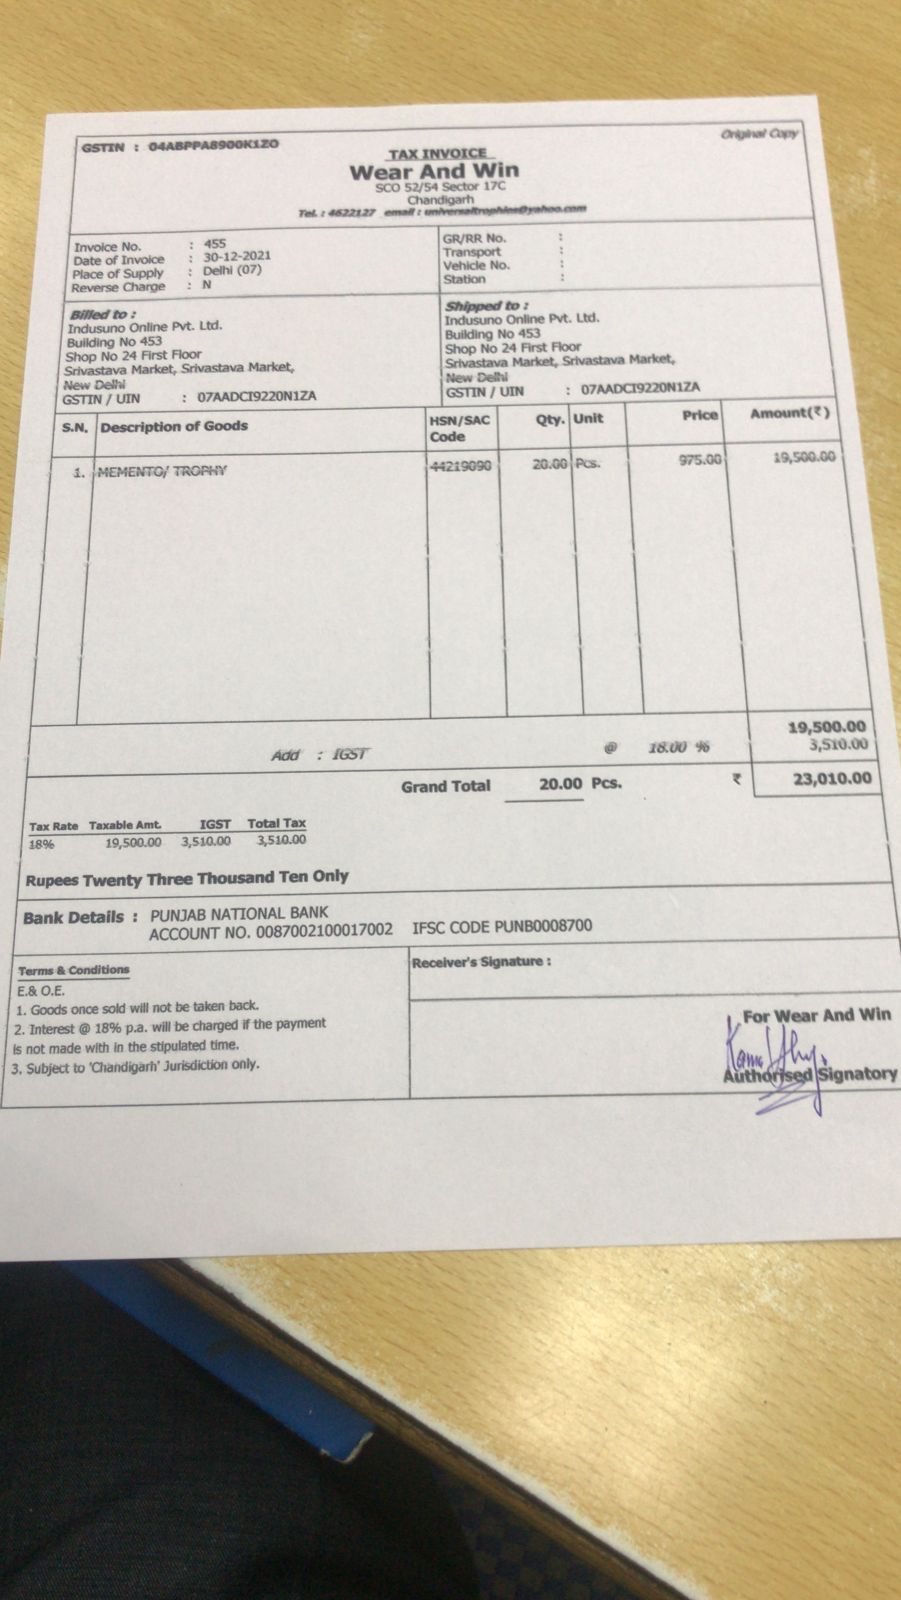 GSTIN : 04ABPPA8900K1ZO
Original Copy
TAX INVOICE
Wear And Win
SCO 52/54 Sector 17C
Chandigarh
Tel. : 4622127 email : universaltrophies@yahoo.com
Invoice No. : 455
Date of Invoice : 30-12-2021
Place of Supply : Delhi (07)
Reverse Charge : N
GR/RR No. :
Transport :
Vehicle No. :
Station :
Billed to :
Indusuno Online Pvt. Ltd.
Building No 453
Shop No 24 First Floor
Srivastava Market, Srivastava Market,
New Delhi
GSTIN / UIN : 07AADCI9220N1ZA
Shipped to :
Indusuno Online Pvt. Ltd.
Building No 453
Shop No 24 First Floor
Srivastava Market, Srivastava Market,
New Delhi
GSTIN / UIN : 07AADCI9220N1ZA
S.N. Description of Goods HSN/SAC Code Qty. Unit Price Amount(₹)
1. MEMENTO/ TROPHY 44219090 20.00 Pcs. 975.00 19,500.00
19,500.00
Add : IGST @ 18.00 % 3,510.00
Grand Total 20.00 Pcs. ₹ 23,010.00
Tax Rate Taxable Amt. IGST Total Tax
18% 19,500.00 3,510.00 3,510.00
Rupees Twenty Three Thousand Ten Only
Bank Details : PUNJAB NATIONAL BANK
ACCOUNT NO. 0087002100017002 IFSC CODE PUNB0008700
Terms & Conditions
E.& O.E.
1. Goods once sold will not be taken back.
2. Interest @ 18% p.a. will be charged if the payment
is not made with in the stipulated time.
3. Subject to 'Chandigarh' Jurisdiction only.
Receiver's Signature :
For Wear And Win
Authorised Signatory